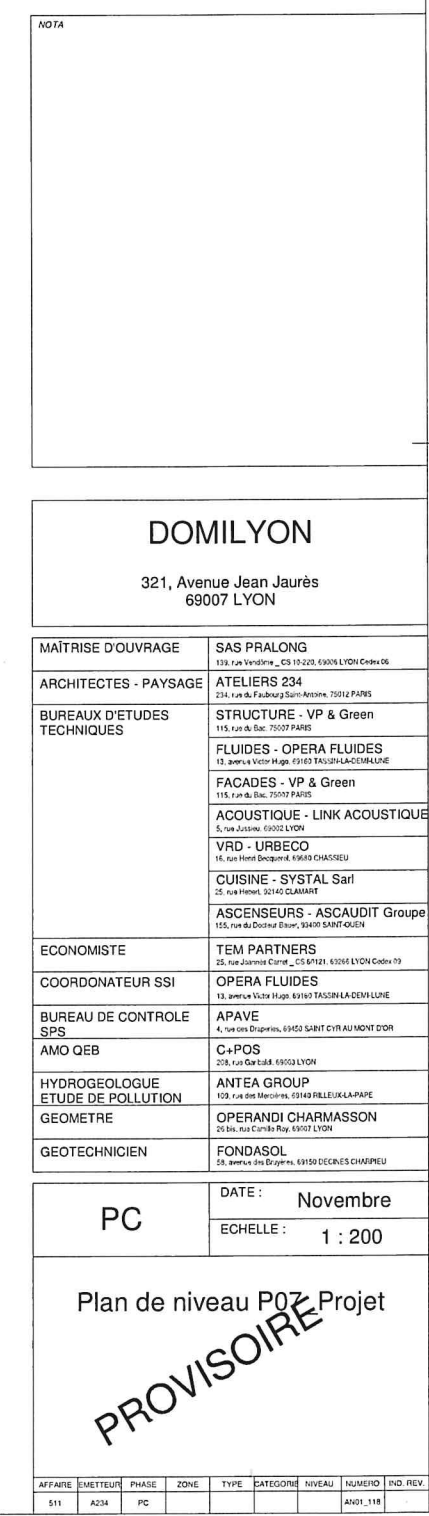 NOTA
DOMILYON
321, Avenue Jean Jaurès
69007 LYON
MAÎTRISE D'OUVRAGE
SAS PRALONG
139, rue Vendôme _ CS 10-220, 69006 LYON Cedex 06
ARCHITECTES - PAYSAGE
ATELIERS 234
234, rue du Faubourg Saint-Antoine, 75012 PARIS
BUREAUX D'ETUDES
TECHNIQUES
STRUCTURE - VP & Green
115, rue du Bac, 75007 PARIS
FLUIDES - OPERA FLUIDES
13, avenue Victor Hugo, 69160 TASSIN-LA-DEMI-LUNE
FACADES - VP & Green
115, rue du Bac, 75007 PARIS
ACOUSTIQUE - LINK ACOUSTIQUE
5, rue Jussieu, 69002 LYON
VRD - URBECO
16, rue Henri Becquerel, 69680 CHASSIEU
CUISINE - SYSTAL Sarl
25, rue Hébert, 92140 CLAMART
ASCENSEURS - ASCAUDIT Groupe
155, rue du Docteur Bauer, 93400 SAINT-OUEN
ECONOMISTE
TEM PARTNERS
25, rue Joannès Carret _ CS 60121, 69266 LYON Cedex 09
COORDONATEUR SSI
OPERA FLUIDES
13, avenue Victor Hugo, 69160 TASSIN-LA-DEMI-LUNE
BUREAU DE CONTROLE
SPS
APAVE
4, rue des Draperies, 69450 SAINT CYR AU MONT D'OR
AMO QEB
C+POS
208, rue Garibaldi, 69003 LYON
HYDROGEOLOGUE
ETUDE DE POLLUTION
ANTEA GROUP
109, rue des Mercières, 69140 RILLEUX-LA-PAPE
GEOMETRE
OPERANDI CHARMASSON
26 bis, rue Camille Roy, 69007 LYON
GEOTECHNICIEN
FONDASOL
58, avenue des Bruyères, 69150 DECINES CHARPIEU
PC
DATE :
Novembre
ECHELLE :
1 : 200
Plan de niveau P07_Projet
PROVISOIRE
AFFAIRE EMETTEUR PHASE ZONE TYPE CATEGORIE NIVEAU NUMERO IND. REV.
511 A234 PC AN01_118 -